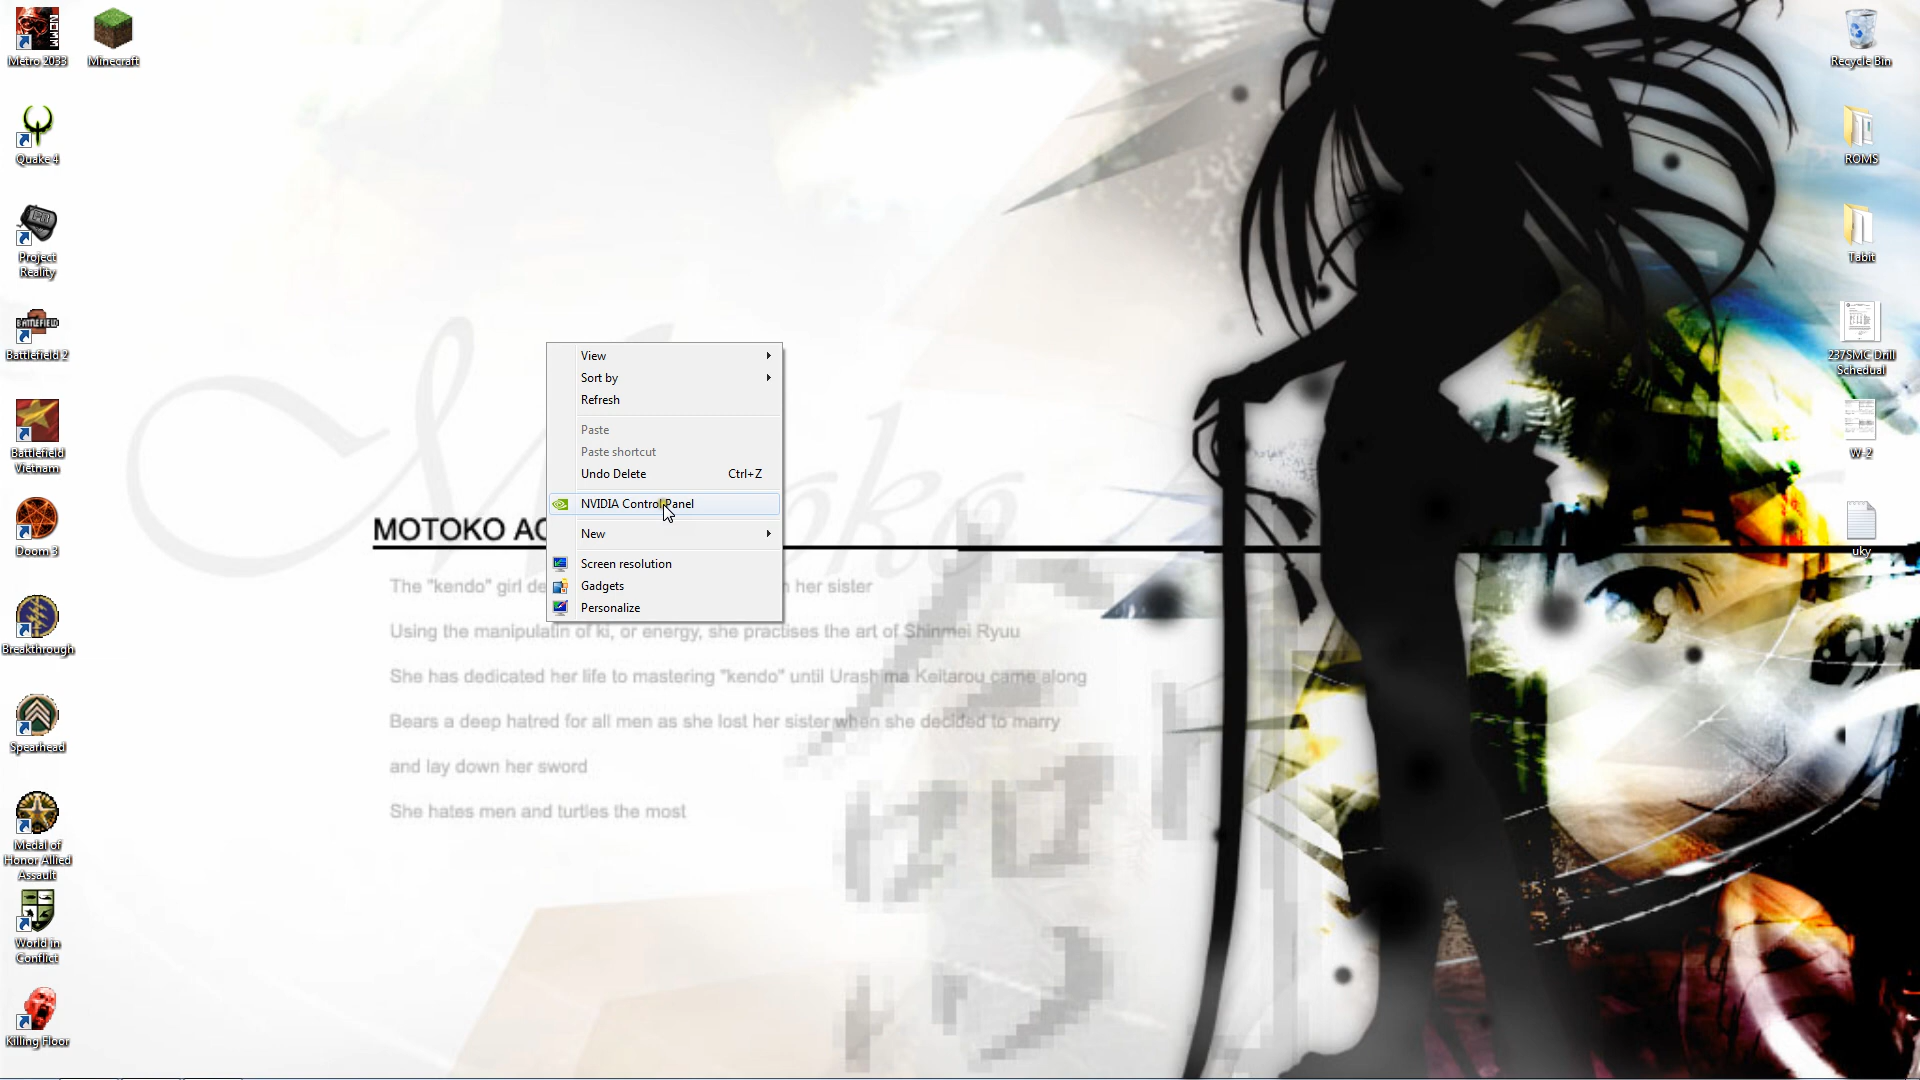 Metro 2033
Minecraft
Quake 4
Project
Reality
Battlefield 2
Battlefield
Vietnam
Doom 3
Breakthrough
Spearhead
Medal of
Honor Allied
Assault
World in
Conflict
Killing Floor
View
Sort by
Refresh
Paste
Paste shortcut
Undo Delete Ctrl+Z
NVIDIA Control Panel
New
Screen resolution
Gadgets
Personalize
Motoko
MOTOKO AO
The "kendo" girl de
her sister
Using the manipulatin of ki, or energy, she practises the art of Shinmei Ryuu
She has dedicated her life to mastering "kendo" until Urashima Keitarou came along
Bears a deep hatred for all men as she lost her sister when she decided to marry
and lay down her sword
She hates men and turtles the most
Recycle Bin
ROMS
Tabit
237SMC Drill
Schedual
W-2
uky